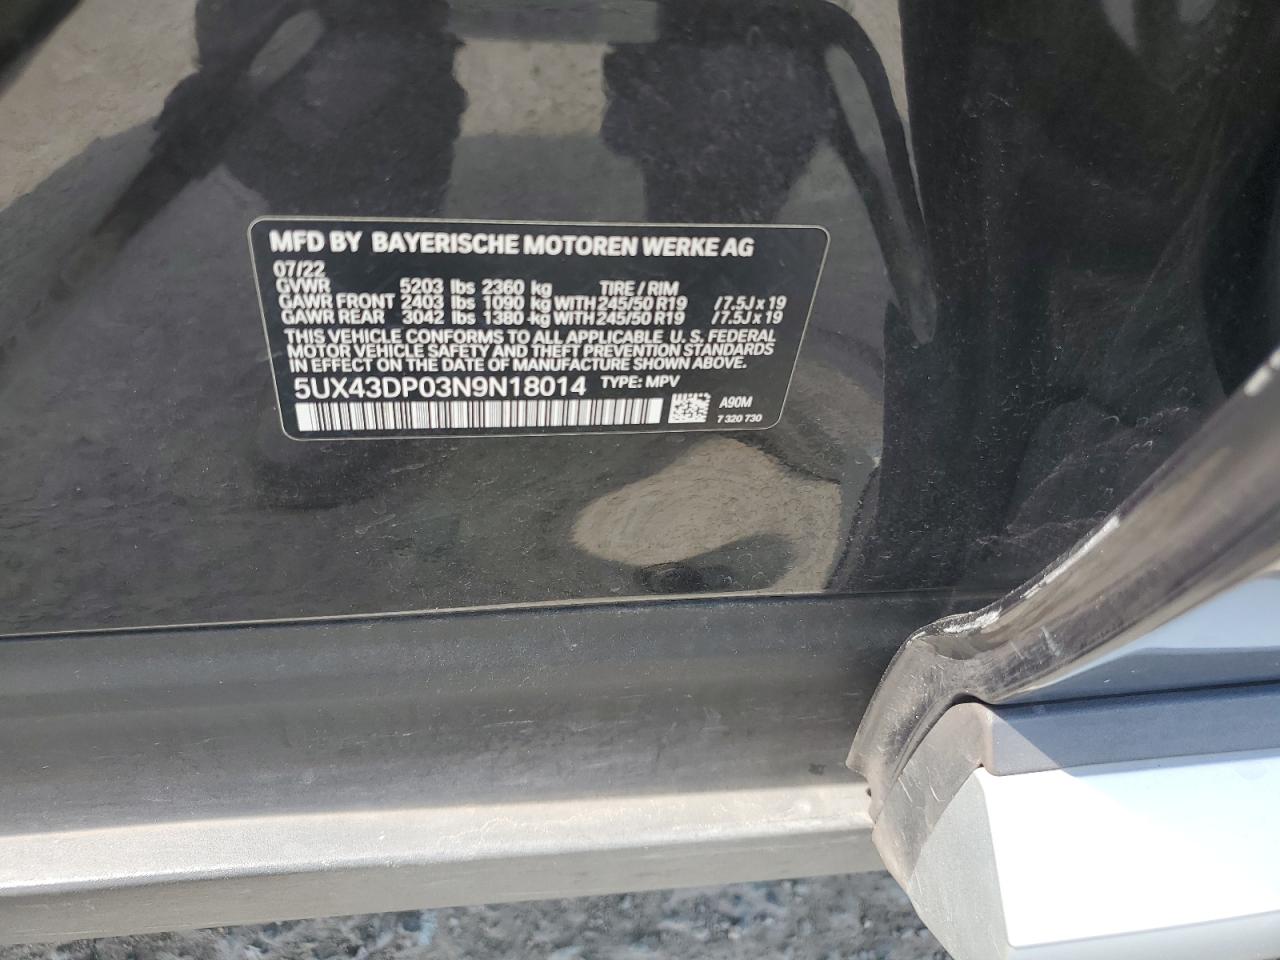 MFD BY BAYERISCHE MOTOREN WERKE AG
07/22
GVWR 5203 lbs 2360 kg TIRE / RIM
GAWR FRONT 2403 lbs 1090 kg WITH 245/50 R19 /7.5J x 19
GAWR REAR 3042 lbs 1380 kg WITH 245/50 R19 /7.5J x 19
THIS VEHICLE CONFORMS TO ALL APPLICABLE U. S. FEDERAL
MOTOR VEHICLE SAFETY AND THEFT PREVENTION STANDARDS
IN EFFECT ON THE DATE OF MANUFACTURE SHOWN ABOVE.
5UX43DP03N9N18014 TYPE: MPV
A90M
7 320 730